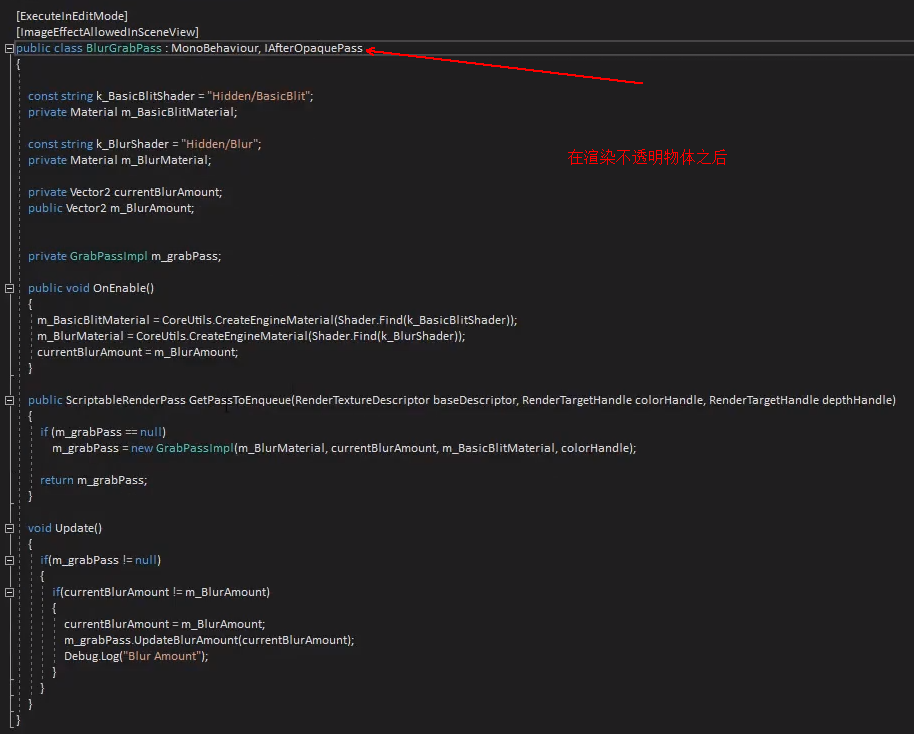 [ExecuteInEditMode]
[ImageEffectAllowedInSceneView]
public class BlurGrabPass : MonoBehaviour, IAfterOpaquePass
{
const string k_BasicBlitShader = "Hidden/BasicBlit";
private Material m_BasicBlitMaterial;
const string k_BlurShader = "Hidden/Blur";
在渲染不透明物体之后
private Material m_BlurMaterial;
private Vector2 currentBlurAmount;
public Vector2 m_BlurAmount;
private GrabPassImpl m_grabPass;
public void OnEnable()
{
m_BasicBlitMaterial = CoreUtils.CreateEngineMaterial(Shader.Find(k_BasicBlitShader));
m_BlurMaterial = CoreUtils.CreateEngineMaterial(Shader.Find(k_BlurShader));
currentBlurAmount = m_BlurAmount;
}
public ScriptableRenderPass GetPassToEnqueue(RenderTextureDescriptor baseDescriptor, RenderTargetHandle colorHandle, RenderTargetHandle depthHandle)
{
if (m_grabPass == null)
m_grabPass = new GrabPassImpl(m_BlurMaterial, currentBlurAmount, m_BasicBlitMaterial, colorHandle);
return m_grabPass;
}
void Update()
{
if(m_grabPass != null)
{
if(currentBlurAmount != m_BlurAmount)
{
currentBlurAmount = m_BlurAmount;
m_grabPass.UpdateBlurAmount(currentBlurAmount);
Debug.Log("Blur Amount");
}
}
}
}